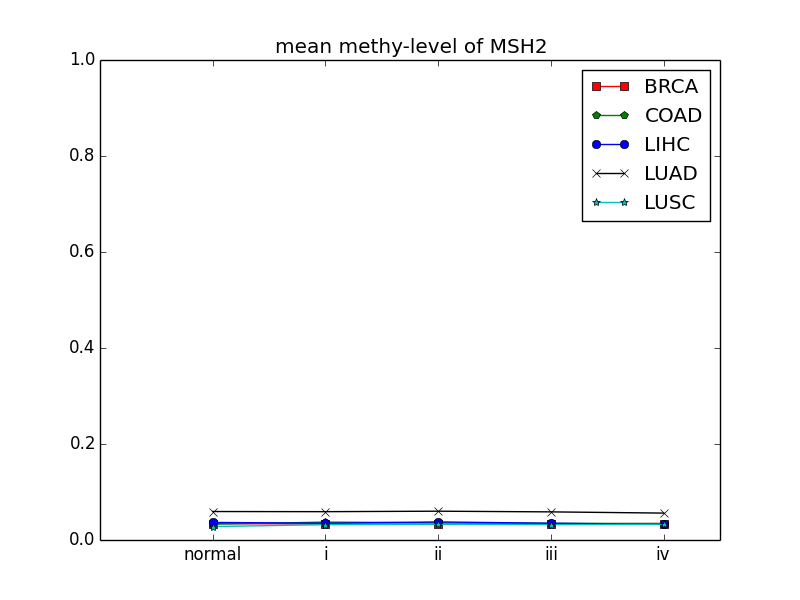 mean methy-level of MSH2
1.0
0.8
0.6
0.4
0.2
0.0
normal i ii iii iv
BRCA
COAD
LIHC
LUAD
LUSC